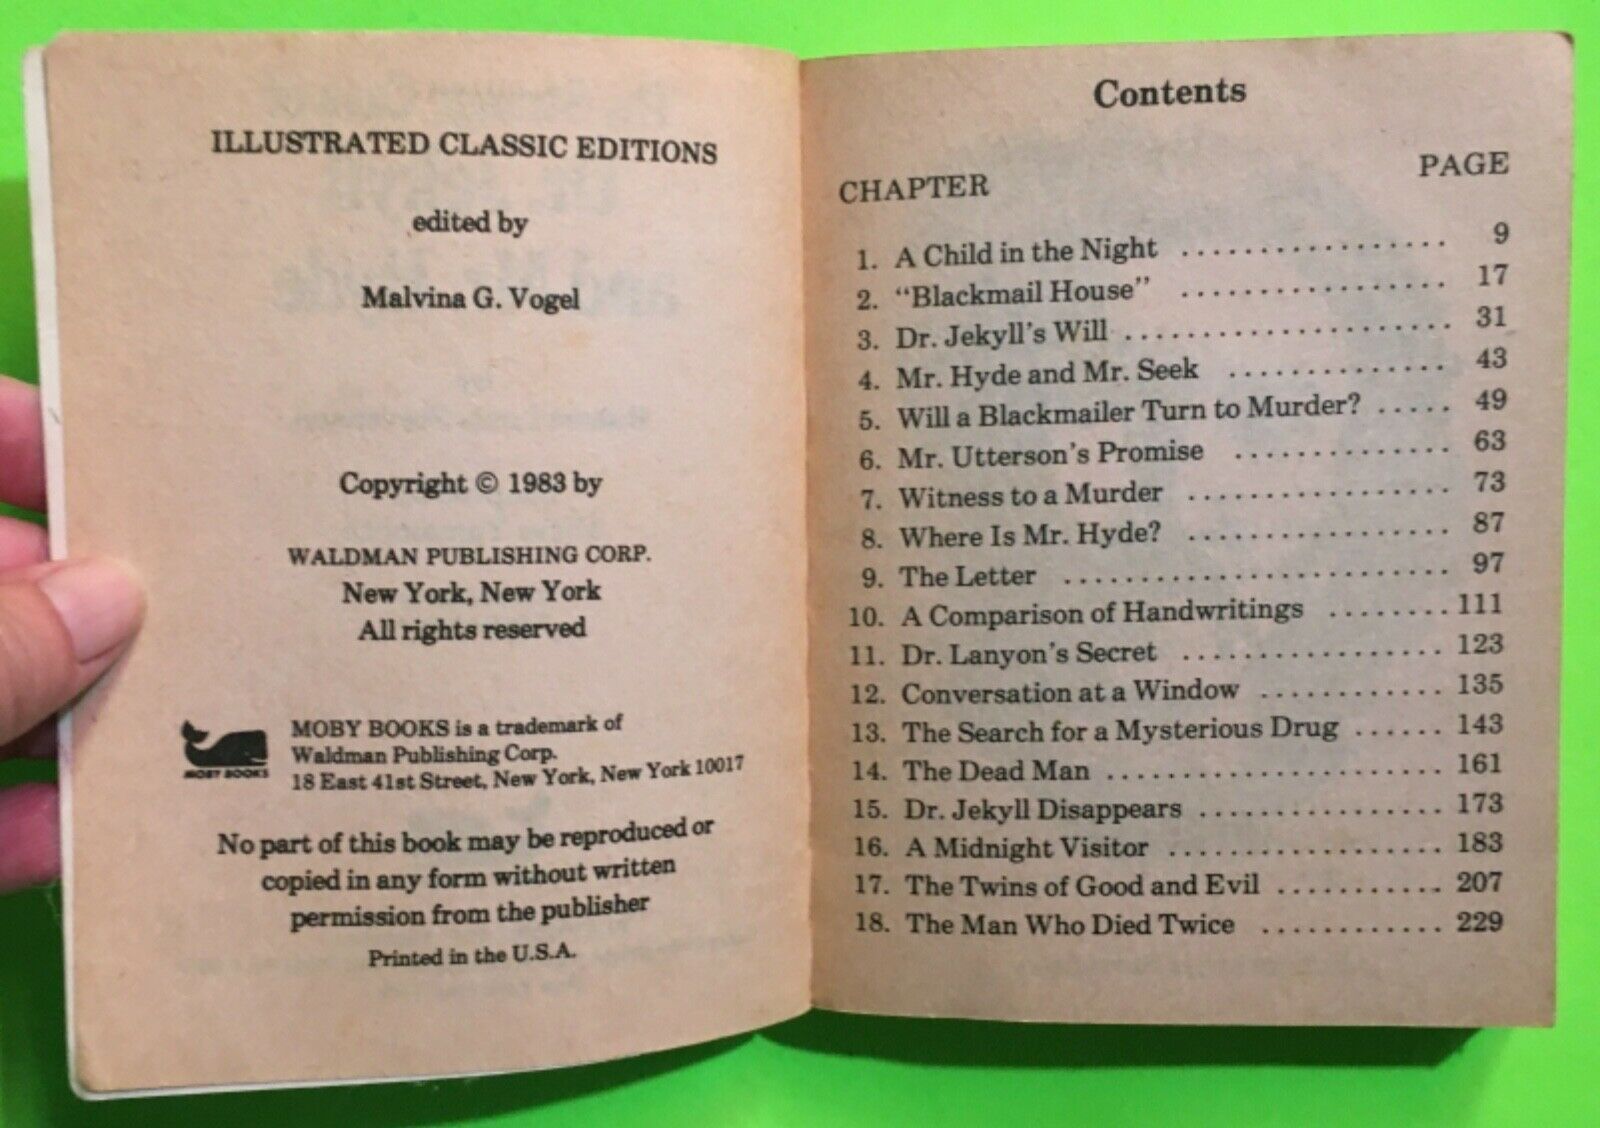 ILLUSTRATED CLASSIC EDITIONS
edited by
Malvina G. Vogel
Copyright © 1983 by
WALDMAN PUBLISHING CORP.
New York, New York
All rights reserved
MOBY BOOKS
MOBY BOOKS is a trademark of
Waldman Publishing Corp.
18 East 41st Street, New York, New York 10017
No part of this book may be reproduced or
copied in any form without written
permission from the publisher
Printed in the U.S.A.
Contents
CHAPTER PAGE
1. A Child in the Night .................. 9
2. "Blackmail House" .................. 17
3. Dr. Jekyll's Will ...................... 31
4. Mr. Hyde and Mr. Seek ............... 43
5. Will a Blackmailer Turn to Murder? ..... 49
6. Mr. Utterson's Promise ............... 63
7. Witness to a Murder .................. 73
8. Where Is Mr. Hyde? .................. 87
9. The Letter .......................... 97
10. A Comparison of Handwritings ........ 111
11. Dr. Lanyon's Secret .................. 123
12. Conversation at a Window ............ 135
13. The Search for a Mysterious Drug ...... 143
14. The Dead Man ...................... 161
15. Dr. Jekyll Disappears ................. 173
16. A Midnight Visitor ................... 183
17. The Twins of Good and Evil ........... 207
18. The Man Who Died Twice ............ 229